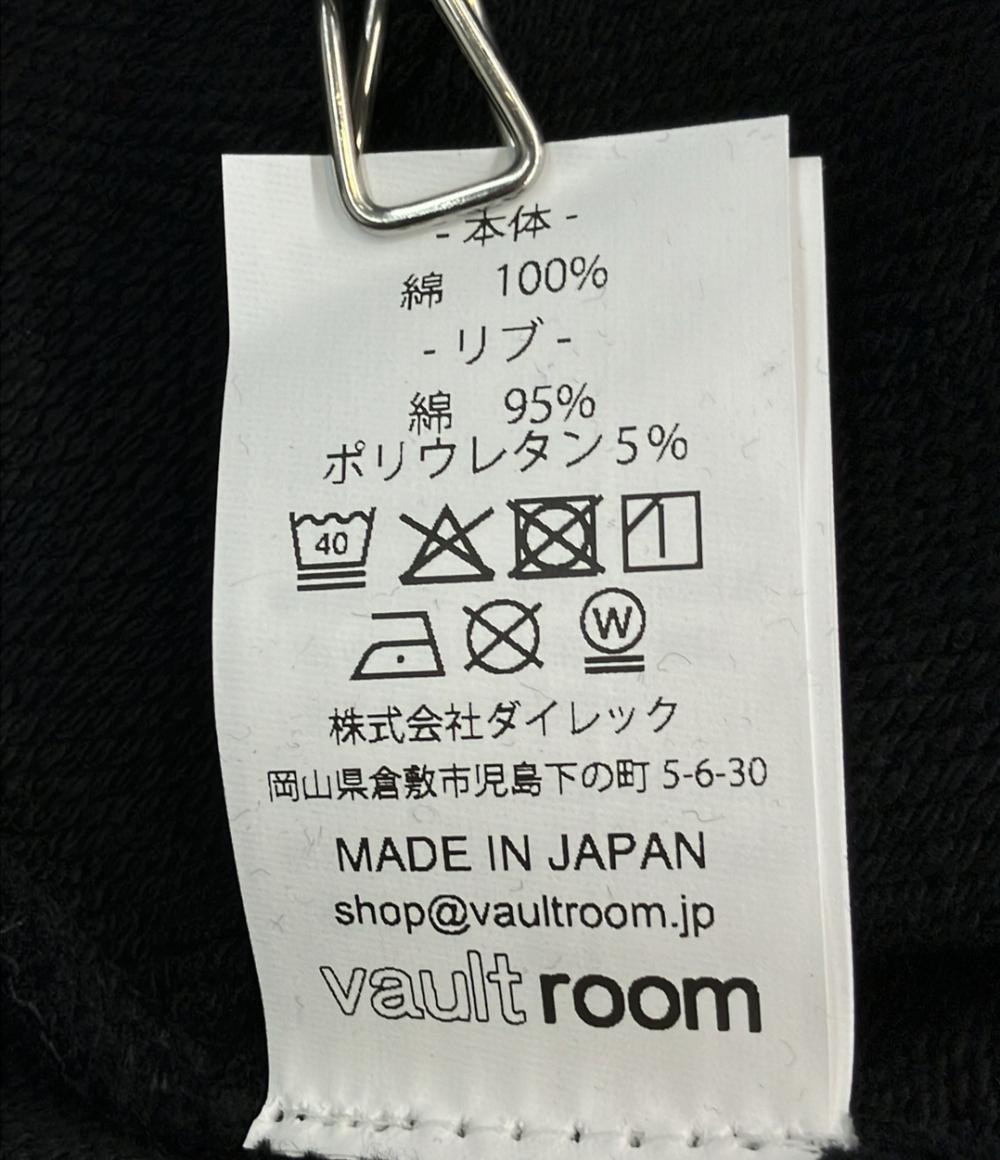 - 本体 -
綿 100%
- リブ -
綿 95%
ポリウレタン 5%
40
W
株式会社ダイレック
岡山県倉敷市児島下の町 5-6-30
MADE IN JAPAN
shop@vaultroom.jp
vault room